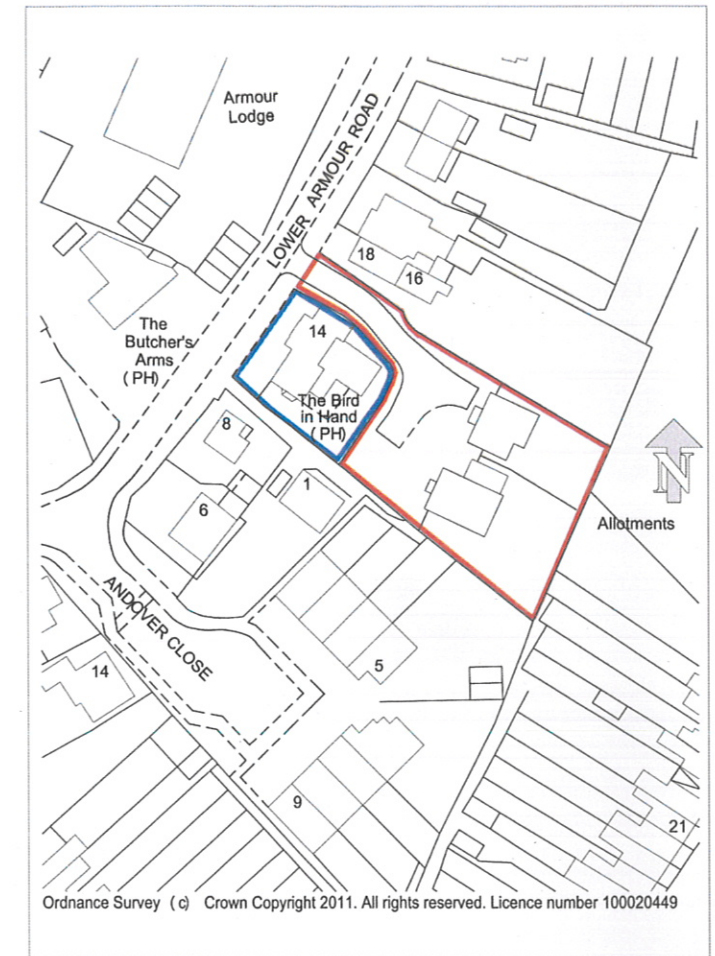 Armour
Lodge
LOWER ARMOUR ROAD
18
16
The
Butcher's
Arms
(PH)
14
The Bird
in Hand
(PH)
8
6
1
N
Allotments
ANDOVER CLOSE
14
5
9
21
Ordnance Survey (c) Crown Copyright 2011. All rights reserved. Licence number 100020449